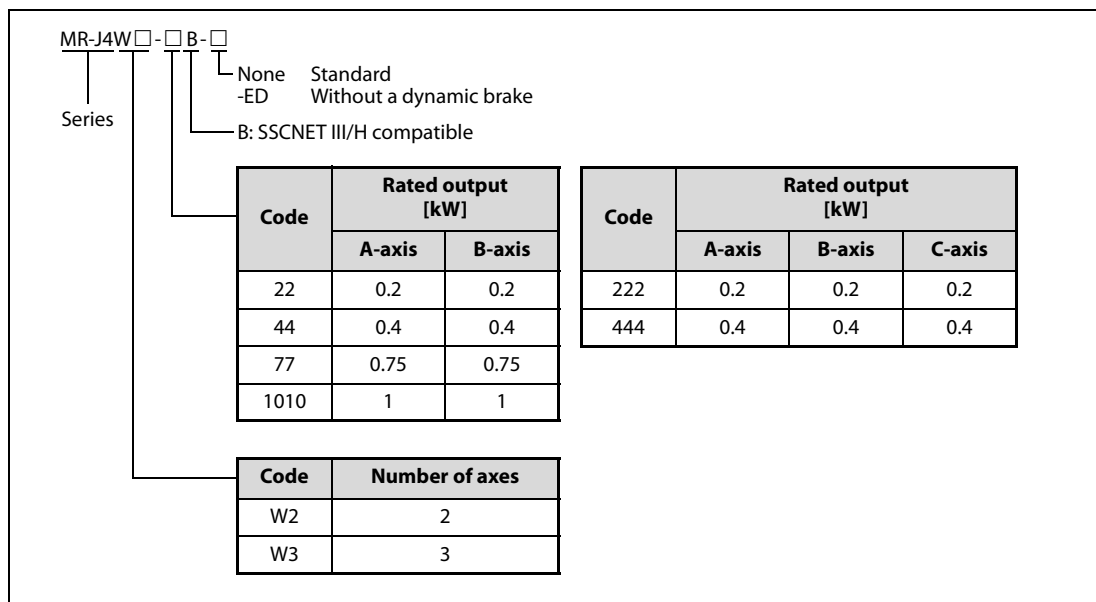 MR-J4W□-□B-□
None Standard
-ED Without a dynamic brake
Series
B: SSCNET III/H compatible
Code Rated output [kW]
A-axis B-axis
22 0.2 0.2
44 0.4 0.4
77 0.75 0.75
1010 1 1
Code Rated output [kW]
A-axis B-axis C-axis
222 0.2 0.2 0.2
444 0.4 0.4 0.4
Code Number of axes
W2 2
W3 3